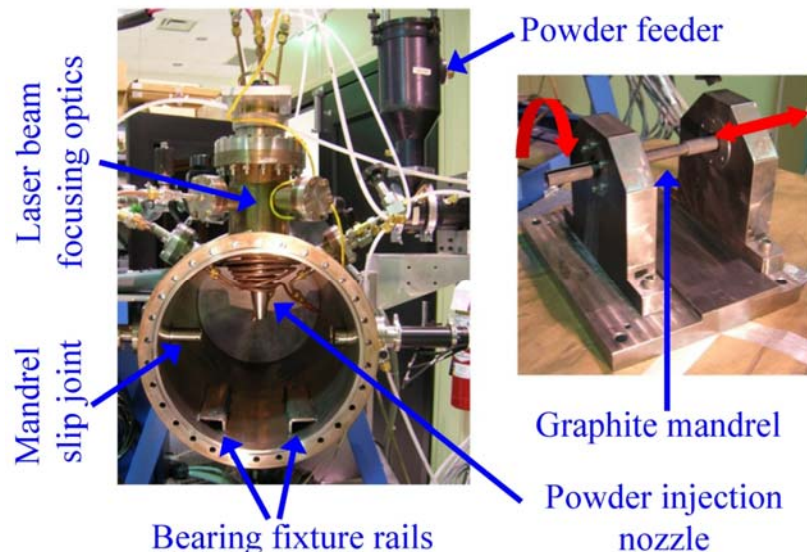 Powder feeder
Laser beam
focusing optics
Mandrel
slip joint
Graphite mandrel
Powder injection
nozzle
Bearing fixture rails